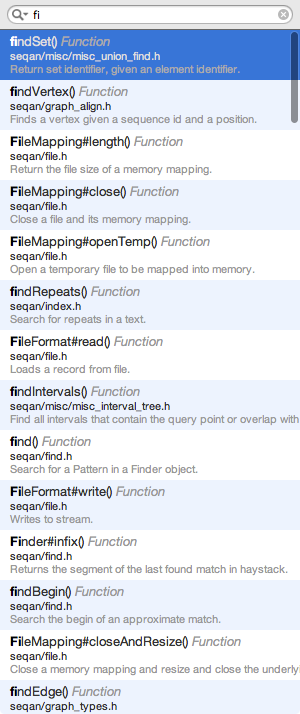 fi
findSet() Function
seqan/misc/misc_union_find.h
Return set identifier, given an element identifier.
findVertex() Function
seqan/graph_align.h
Finds a vertex given a sequence id and a position.
FileMapping#length() Function
seqan/file.h
Return the file size of a memory mapping.
FileMapping#close() Function
seqan/file.h
Close a file and its memory mapping.
FileMapping#openTemp() Function
seqan/file.h
Open a temporary file to be mapped into memory.
findRepeats() Function
seqan/index.h
Search for repeats in a text.
FileFormat#read() Function
seqan/file.h
Loads a record from file.
findIntervals() Function
seqan/misc/misc_interval_tree.h
Find all intervals that contain the query point or overlap with
find() Function
seqan/find.h
Search for a Pattern in a Finder object.
FileFormat#write() Function
seqan/file.h
Writes to stream.
Finder#infix() Function
seqan/find.h
Returns the segment of the last found match in haystack.
findBegin() Function
seqan/find.h
Search the begin of an approximate match.
FileMapping#closeAndResize() Function
seqan/file.h
Close a memory mapping and resize and close the underly
findEdge() Function
seqan/graph_types.h